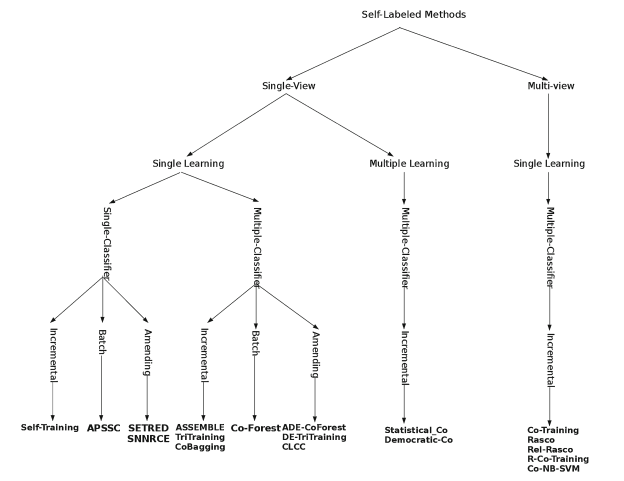 Self-Labeled Methods
Single-View
Multi-view
Single Learning
Multiple Learning
Single Learning
Single-Classifier
Multiple-Classifier
Multiple-Classifier
Multiple-Classifier
Incremental
Batch
Amending
Incremental
Batch
Amending
Incremental
Incremental
Self-Training
APSSC
SETRED
SNNRCE
ASSEMBLE
TriTraining
CoBagging
Co-Forest
ADE-CoForest
DE-TriTraining
CLCC
Statistical_Co
Democratic-Co
Co-Training
Rasco
Rel-Rasco
R-Co-Training
Co-NB-SVM